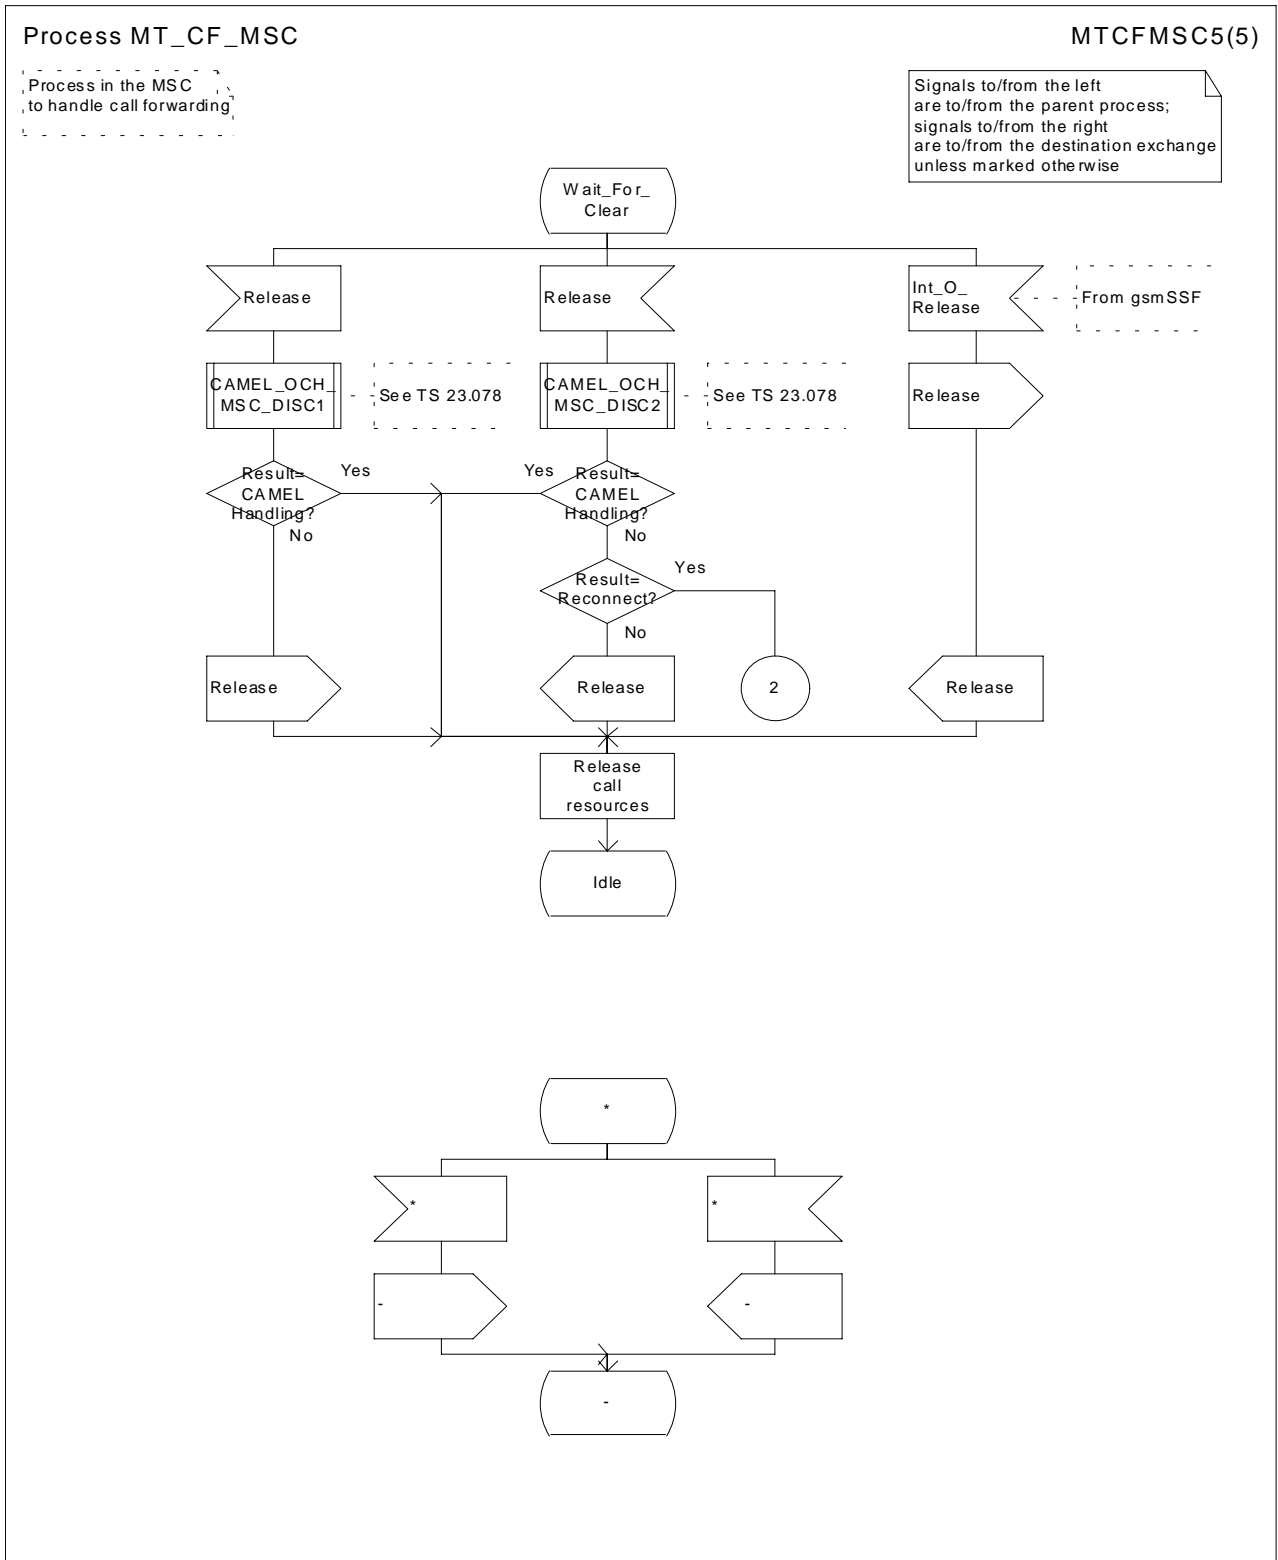 Process MT_CF_MSC
MTCFMSC5(5)
Process in the MSC
to handle call forwarding
Signals to/from the left
are to/from the parent process;
signals to/from the right
are to/from the destination exchange
unless marked otherwise
Wait_For_
Clear
Release
Release
Int_O_
Release
From gsmSSF
CAMEL_OCH_
MSC_DISC1
See TS 23.078
CAMEL_OCH_
MSC_DISC2
See TS 23.078
Release
Result=
CAMEL
Handling?
Yes
No
Yes
Result=
CAMEL
Handling?
No
Result=
Reconnect?
Yes
No
Release
Release
2
Release
Release
call
resources
Idle
*
*
*
-
-
-